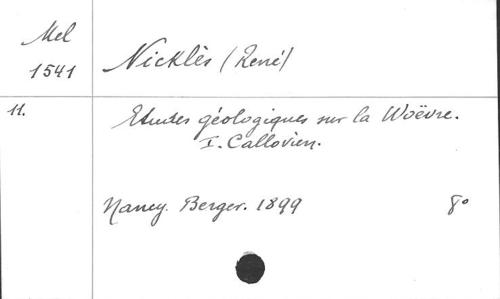 Mel
1541
Nicklès (René)
11.
Etudes géologiques sur la Woëvre.
I. Callovien.
Nancy. Berger. 1899
8°